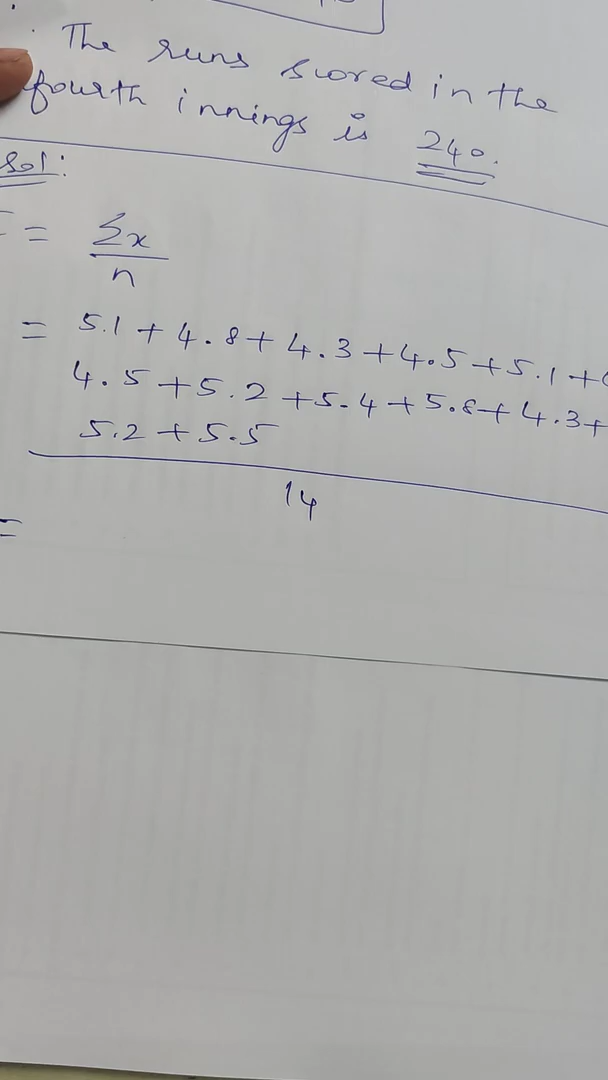 The runs scored in the
fourth innings is 240.
Sol:
= Σx
n
= 5.1 + 4.8 + 4.3 + 4.5 + 5.1 +
4.5 + 5.2 + 5.4 + 5.8 + 4.3 +
5.2 + 5.5
14
=